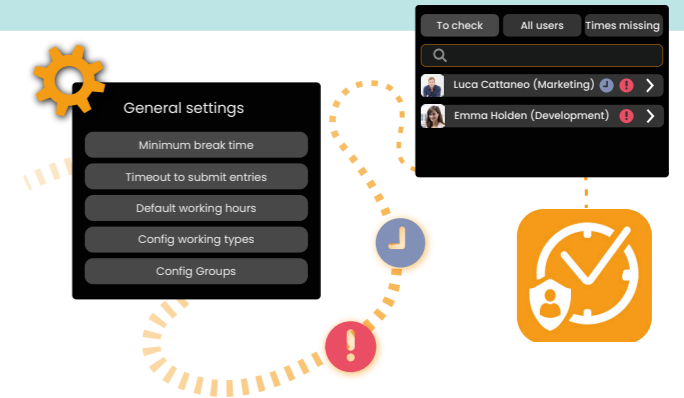 To check
All users
Times missing
Luca Cattaneo (Marketing)
Emma Holden (Development)
General settings
Minimum break time
Timeout to submit entries
Default working hours
Config working types
Config Groups